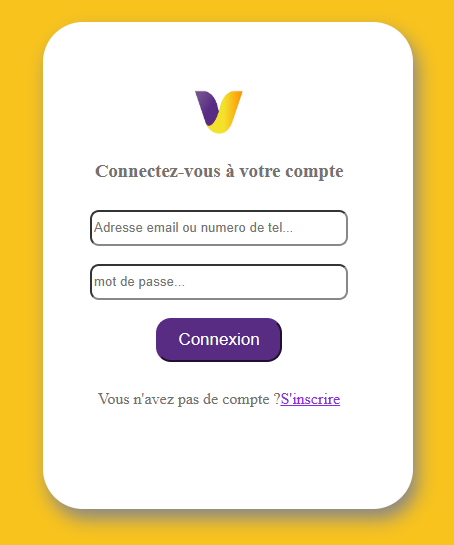 Connectez-vous à votre compte
Adresse email ou numero de tel...
mot de passe...
Connexion
Vous n'avez pas de compte ?S'inscrire